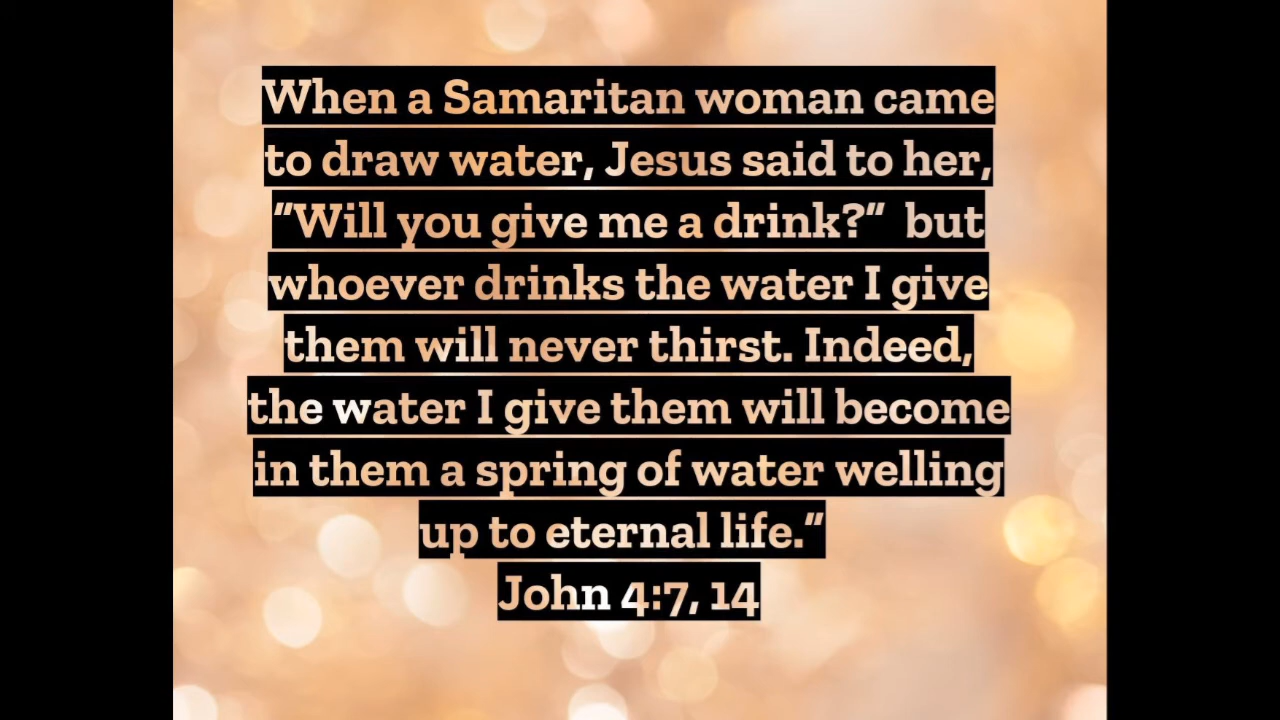 When a Samaritan woman came
to draw water, Jesus said to her,
“Will you give me a drink?”  but
whoever drinks the water I give
them will never thirst. Indeed,
the water I give them will become
in them a spring of water welling
up to eternal life.”
John 4:7, 14